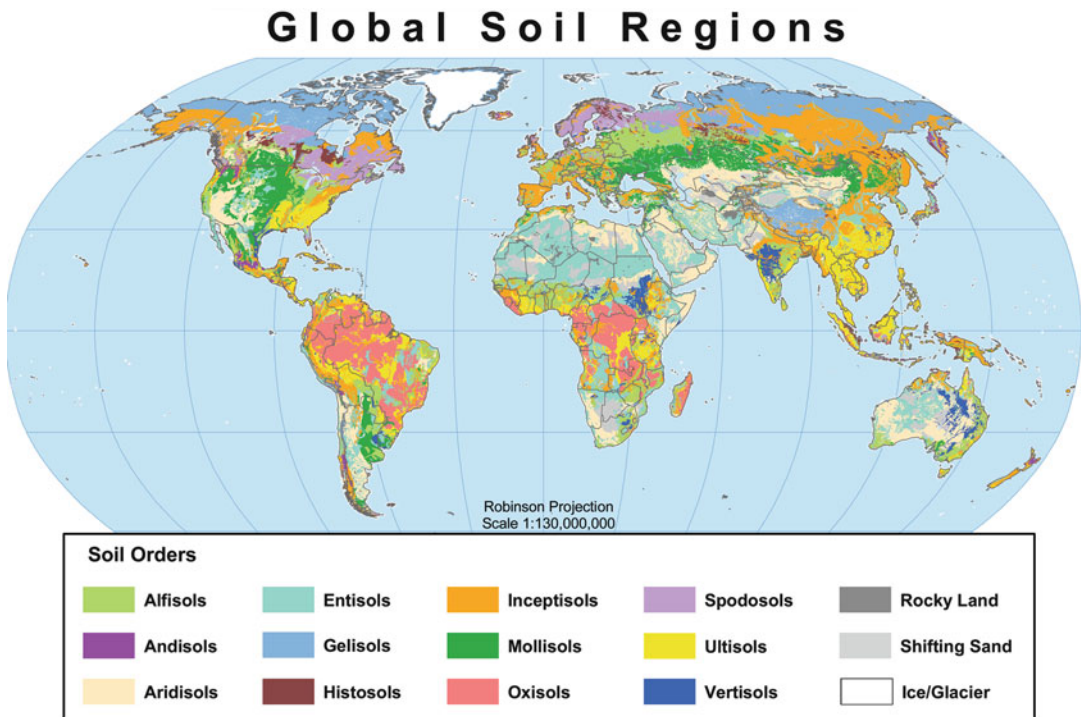 Global Soil Regions
Robinson Projection
Scale 1:130,000,000
Soil Orders
Alfisols
Entisols
Inceptisols
Spodosols
Rocky Land
Andisols
Gelisols
Mollisols
Ultisols
Shifting Sand
Aridisols
Histosols
Oxisols
Vertisols
Ice/Glacier